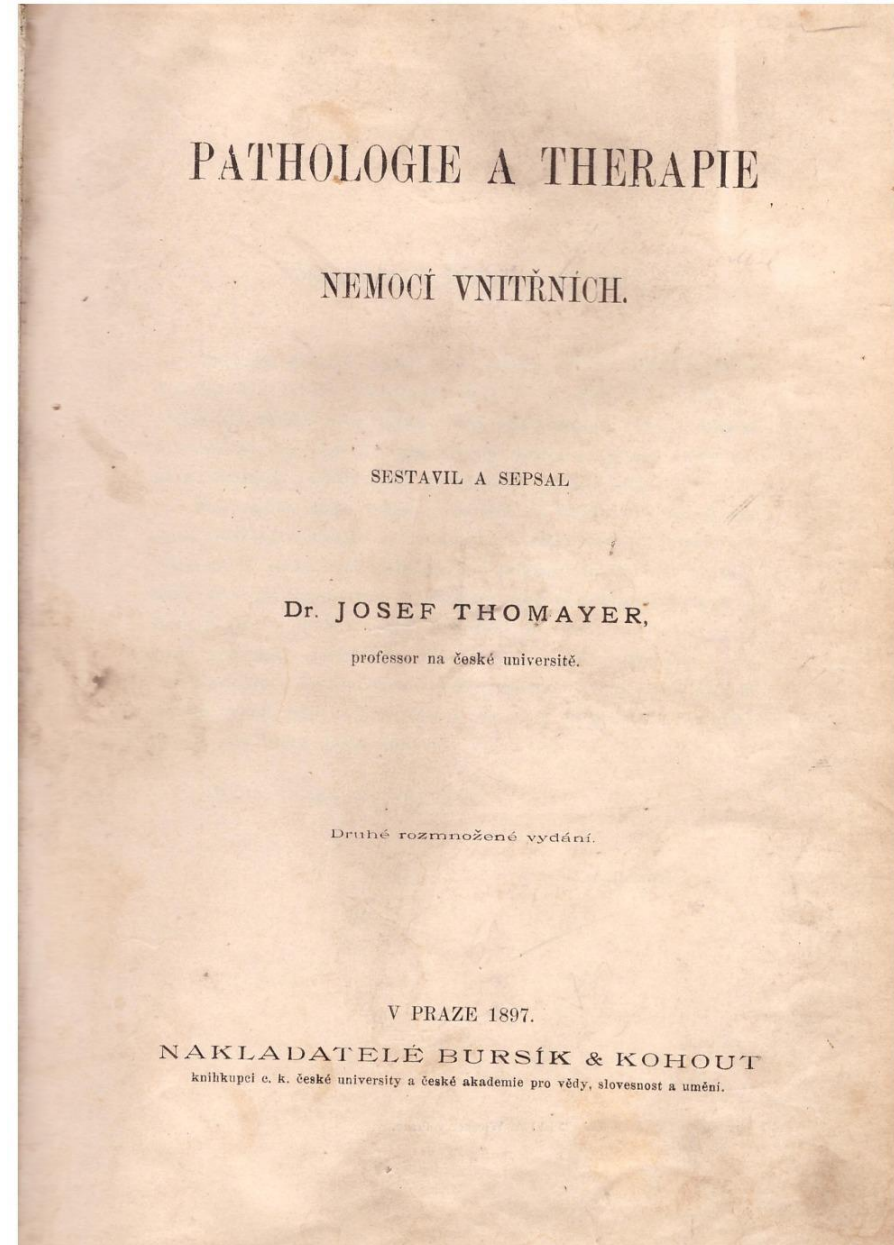 PATHOLOGIE A THERAPIE
NEMOCÍ VNITŘNÍCH.
SESTAVIL A SEPSAL
Dr. JOSEF THOMAYER,
professor na české universitě.
Druhé rozmnožené vydání.
V PRAZE 1897.
NAKLADATELÉ BURSÍK & KOHOUT
knihkupci c. k. české university a české akademie pro vědy, slovesnost a umění.